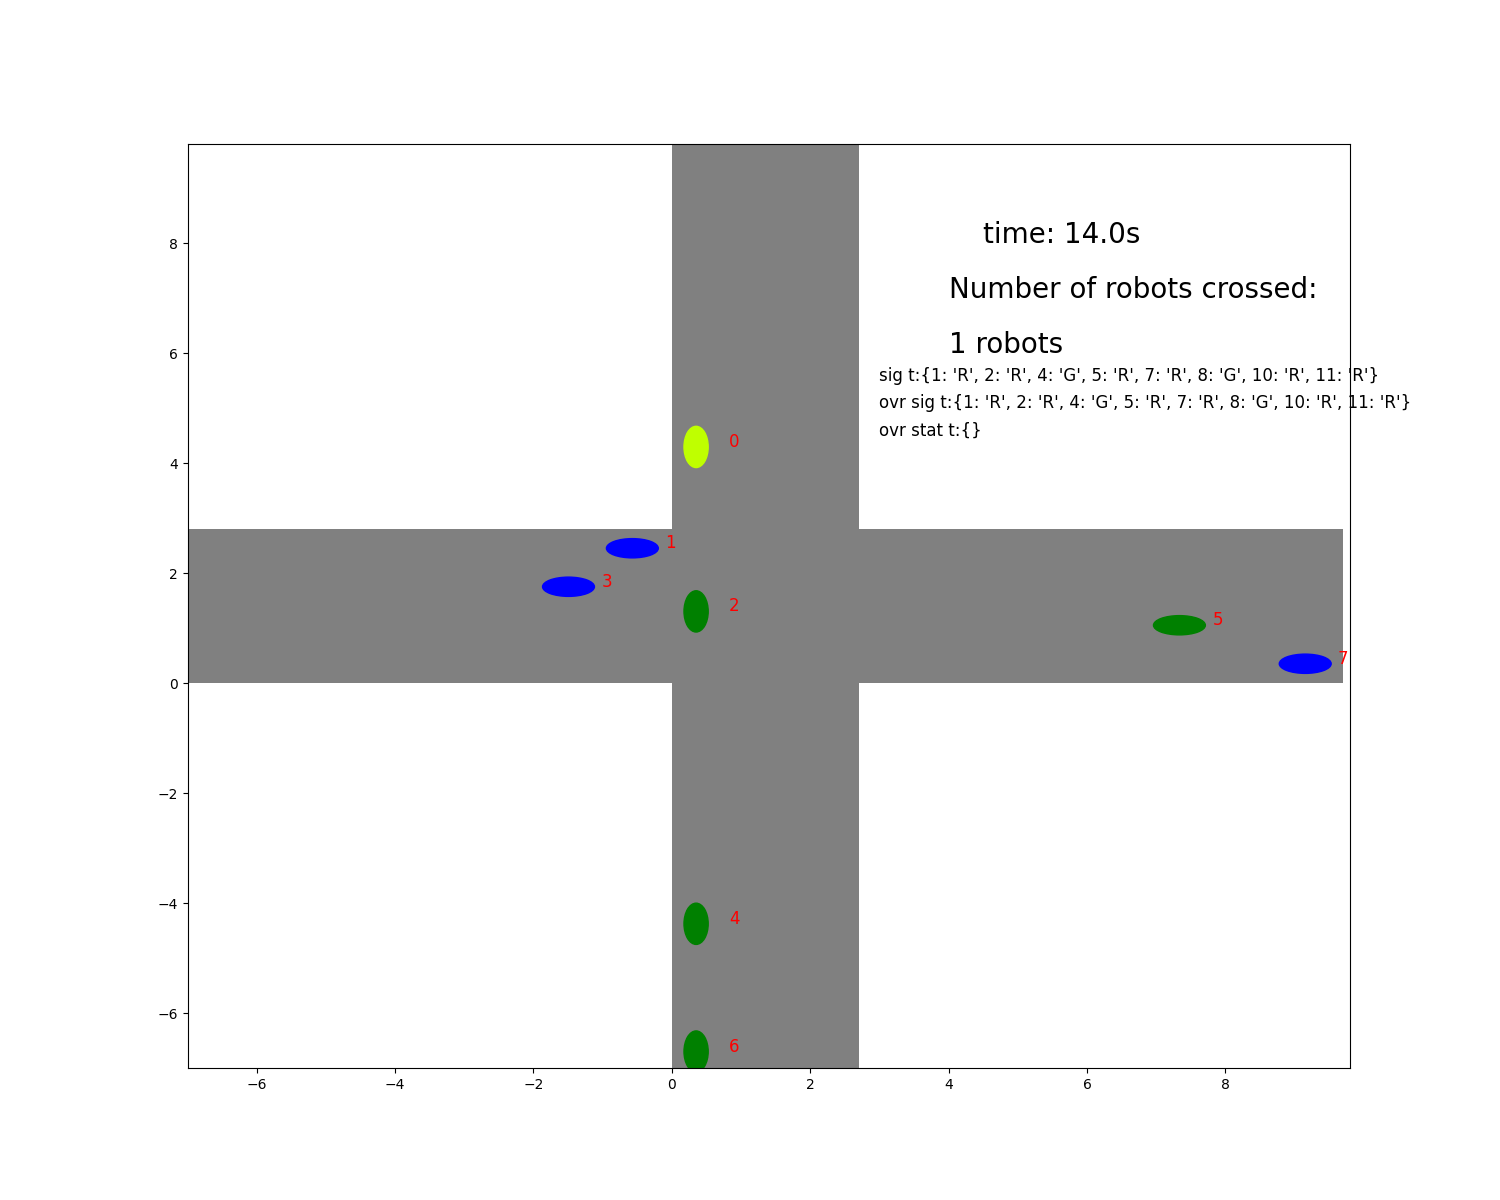 time: 14.0s
Number of robots crossed:
1 robots
sig t:{1: 'R', 2: 'R', 4: 'G', 5: 'R', 7: 'R', 8: 'G', 10: 'R', 11: 'R'}
ovr sig t:{1: 'R', 2: 'R', 4: 'G', 5: 'R', 7: 'R', 8: 'G', 10: 'R', 11: 'R'}
ovr stat t:{}
0
1
3
2
5
7
4
6
8
6
4
2
0
−2
−4
−6
−6 −4 −2 0 2 4 6 8